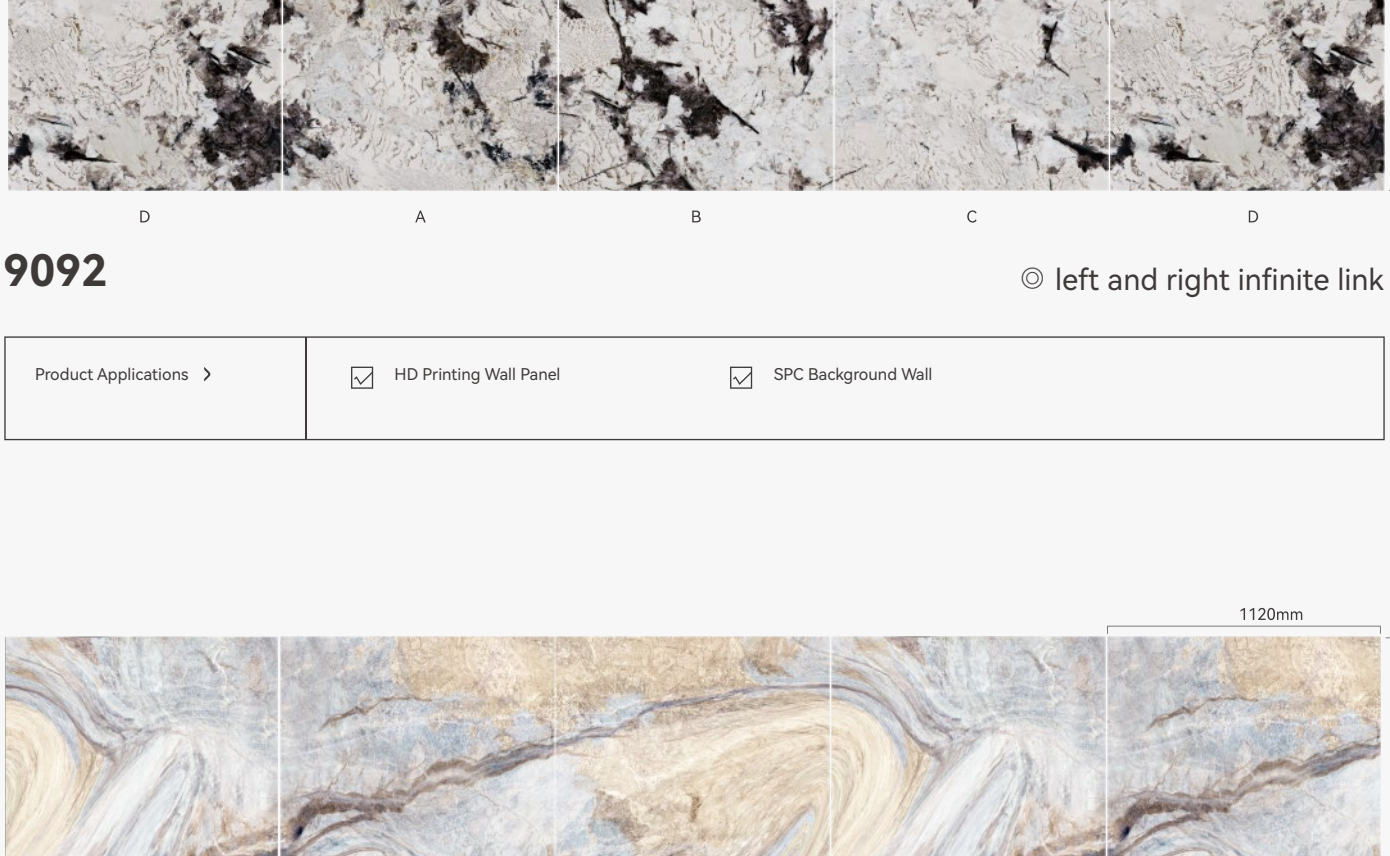 D A B C D
9092
◎ left and right infinite link
Product Applications > HD Printing Wall Panel SPC Background Wall
1120mm